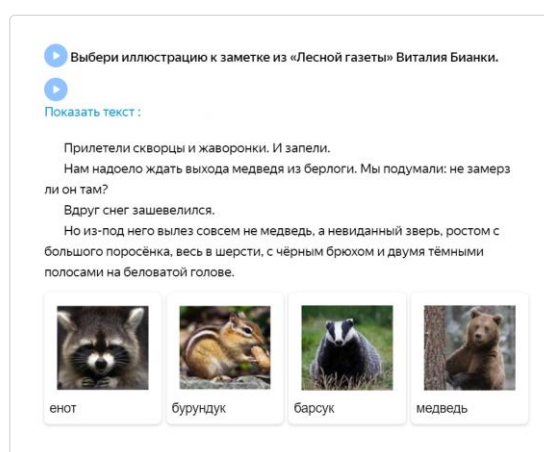 Выбери иллюстрацию к заметке из «Лесной газеты» Виталия Бианки.
Показать текст :
Прилетели скворцы и жаворонки. И запели.
Нам надоело ждать выхода медведя из берлоги. Мы подумали: не замерз
ли он там?
Вдруг снег зашевелился.
Но из-под него вылез совсем не медведь, а невиданный зверь, ростом с
большого поросёнка, весь в шерсти, с чёрным брюхом и двумя тёмными
полосами на беловатой голове.
енот бурундук барсук медведь